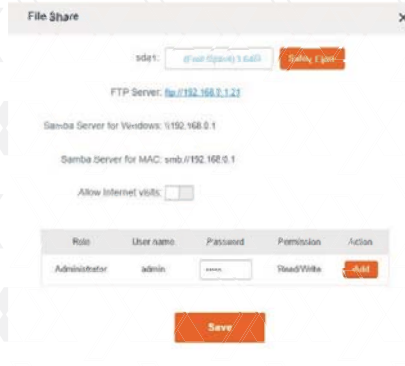 File Share
sda1: (Free Space)
FTP Server: ftp://192.168.0.1:21
Samba Server for Windows: \\192.168.0.1
Samba Server for MAC: smb://192.168.0.1
Allow Internet visits:
Role User name Password Permission Action
Administrator admin ••••• Read/Write Add
Save